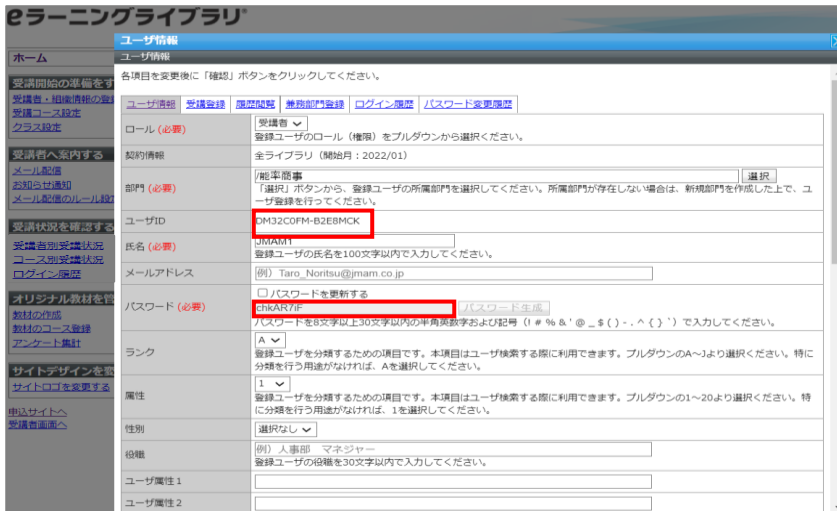 eラーニングライブラリ®
ユーザ情報
ユーザ情報
ホーム
受講開始の準備をす
受講者・組織情報の登録
受講コース設定
クラス設定
受講者へ案内する
メール配信
お知らせ通知
メール配信のルール設
受講状況を確認する
受講者別受講状況
コース別受講状況
ログイン履歴
オリジナル教材を管
教材の作成
教材のコース登録
アンケート集計
サイトデザインを変
サイトロゴを変更する
申込サイトへ
受講者画面へ
各項目を変更後に「確認」ボタンをクリックしてください。
ユーザ情報 受講登録 履歴閲覧 兼務部門登録 ログイン履歴 パスワード変更履歴
ロール (必要)
受講者
登録ユーザのロール（権限）をプルダウンから選択ください。
契約情報
全ライブラリ（開始月：2022/01）
部門 (必要)
/能率商事 選択
「選択」ボタンから、登録ユーザの所属部門を選択してください。所属部門が存在しない場合は、新規部門を作成した上で、ユ
ーザ登録を行ってください。
ユーザID
DM32C0FM-B2E8MCK
氏名 (必要)
JMAM1
登録ユーザの氏名を100文字以内で入力してください。
メールアドレス
例）Taro_Noritsu@jmam.co.jp
パスワード (必要)
パスワードを更新する
chkAR7iF パスワード生成
パスワードを8文字以上30文字以内の半角英数字および記号（! # % & ' @ _ $ ( ) - . ^ { } `）で入力してください。
ランク
A
登録ユーザを分類するための項目です。本項目はユーザ検索する際に利用できます。プルダウンのA～Jより選択ください。特に
分類を行う用途がなければ、Aを選択してください。
属性
1
登録ユーザを分類するための項目です。本項目はユーザ検索する際に利用できます。プルダウンの1～20より選択ください。特
に分類を行う用途がなければ、1を選択してください。
性別
選択なし
役職
例）人事部 マネジャー
登録ユーザの役職を30文字以内で入力してください。
ユーザ属性1
ユーザ属性2